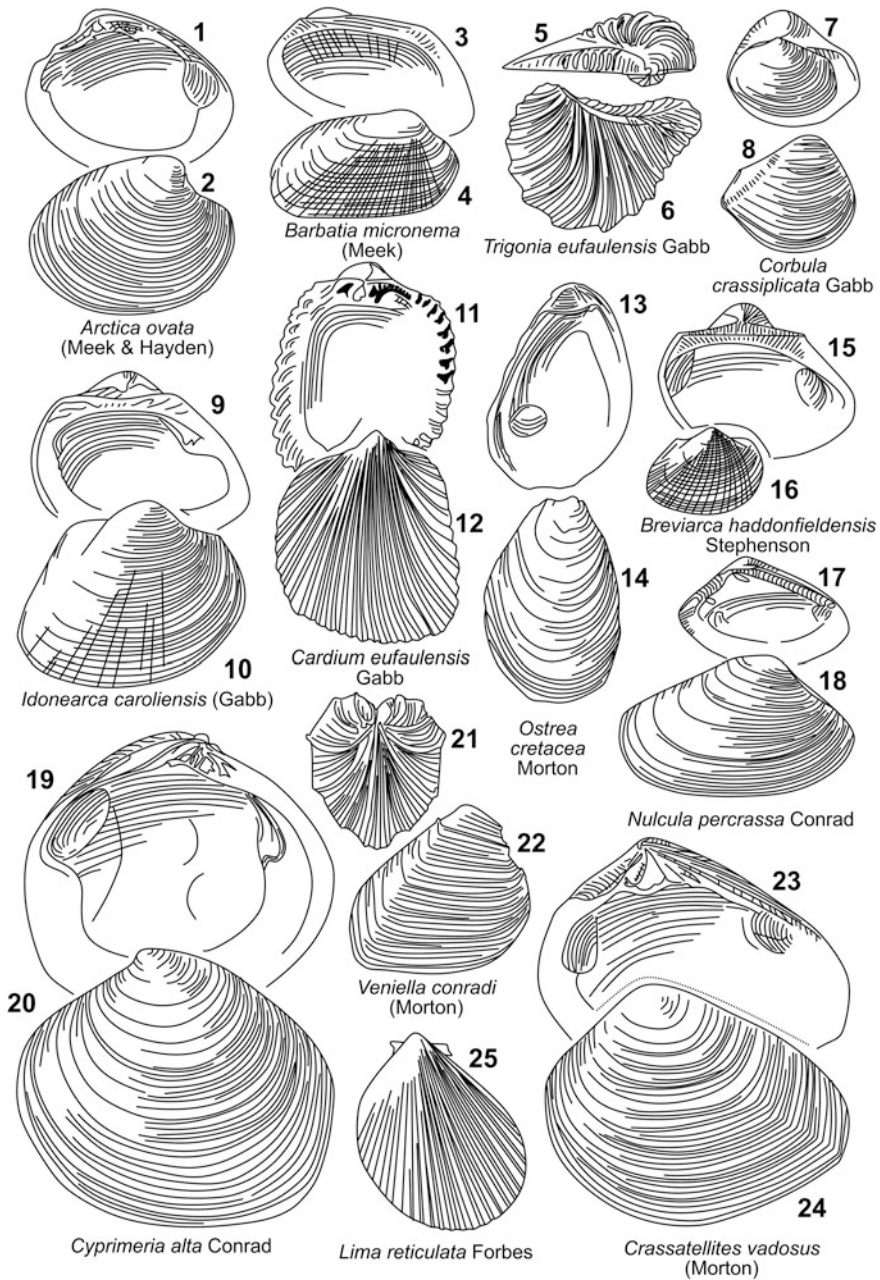 1
2
Arctica ovata
(Meek & Hayden)
3
4
Barbatia micronema
(Meek)
5
6
Trigonia eufaulensis Gabb
7
8
Corbula
crassiplicata Gabb
9
10
Idonearca caroliensis (Gabb)
11
12
Cardium eufaulensis
Gabb
13
14
Ostrea
cretacea
Morton
15
16
Breviarca haddonfieldensis
Stephenson
17
18
Nulcula percrassa Conrad
19
20
Cyprimeria alta Conrad
21
22
Veniella conradi
(Morton)
23
24
Crassatellites vadosus
(Morton)
25
Lima reticulata Forbes